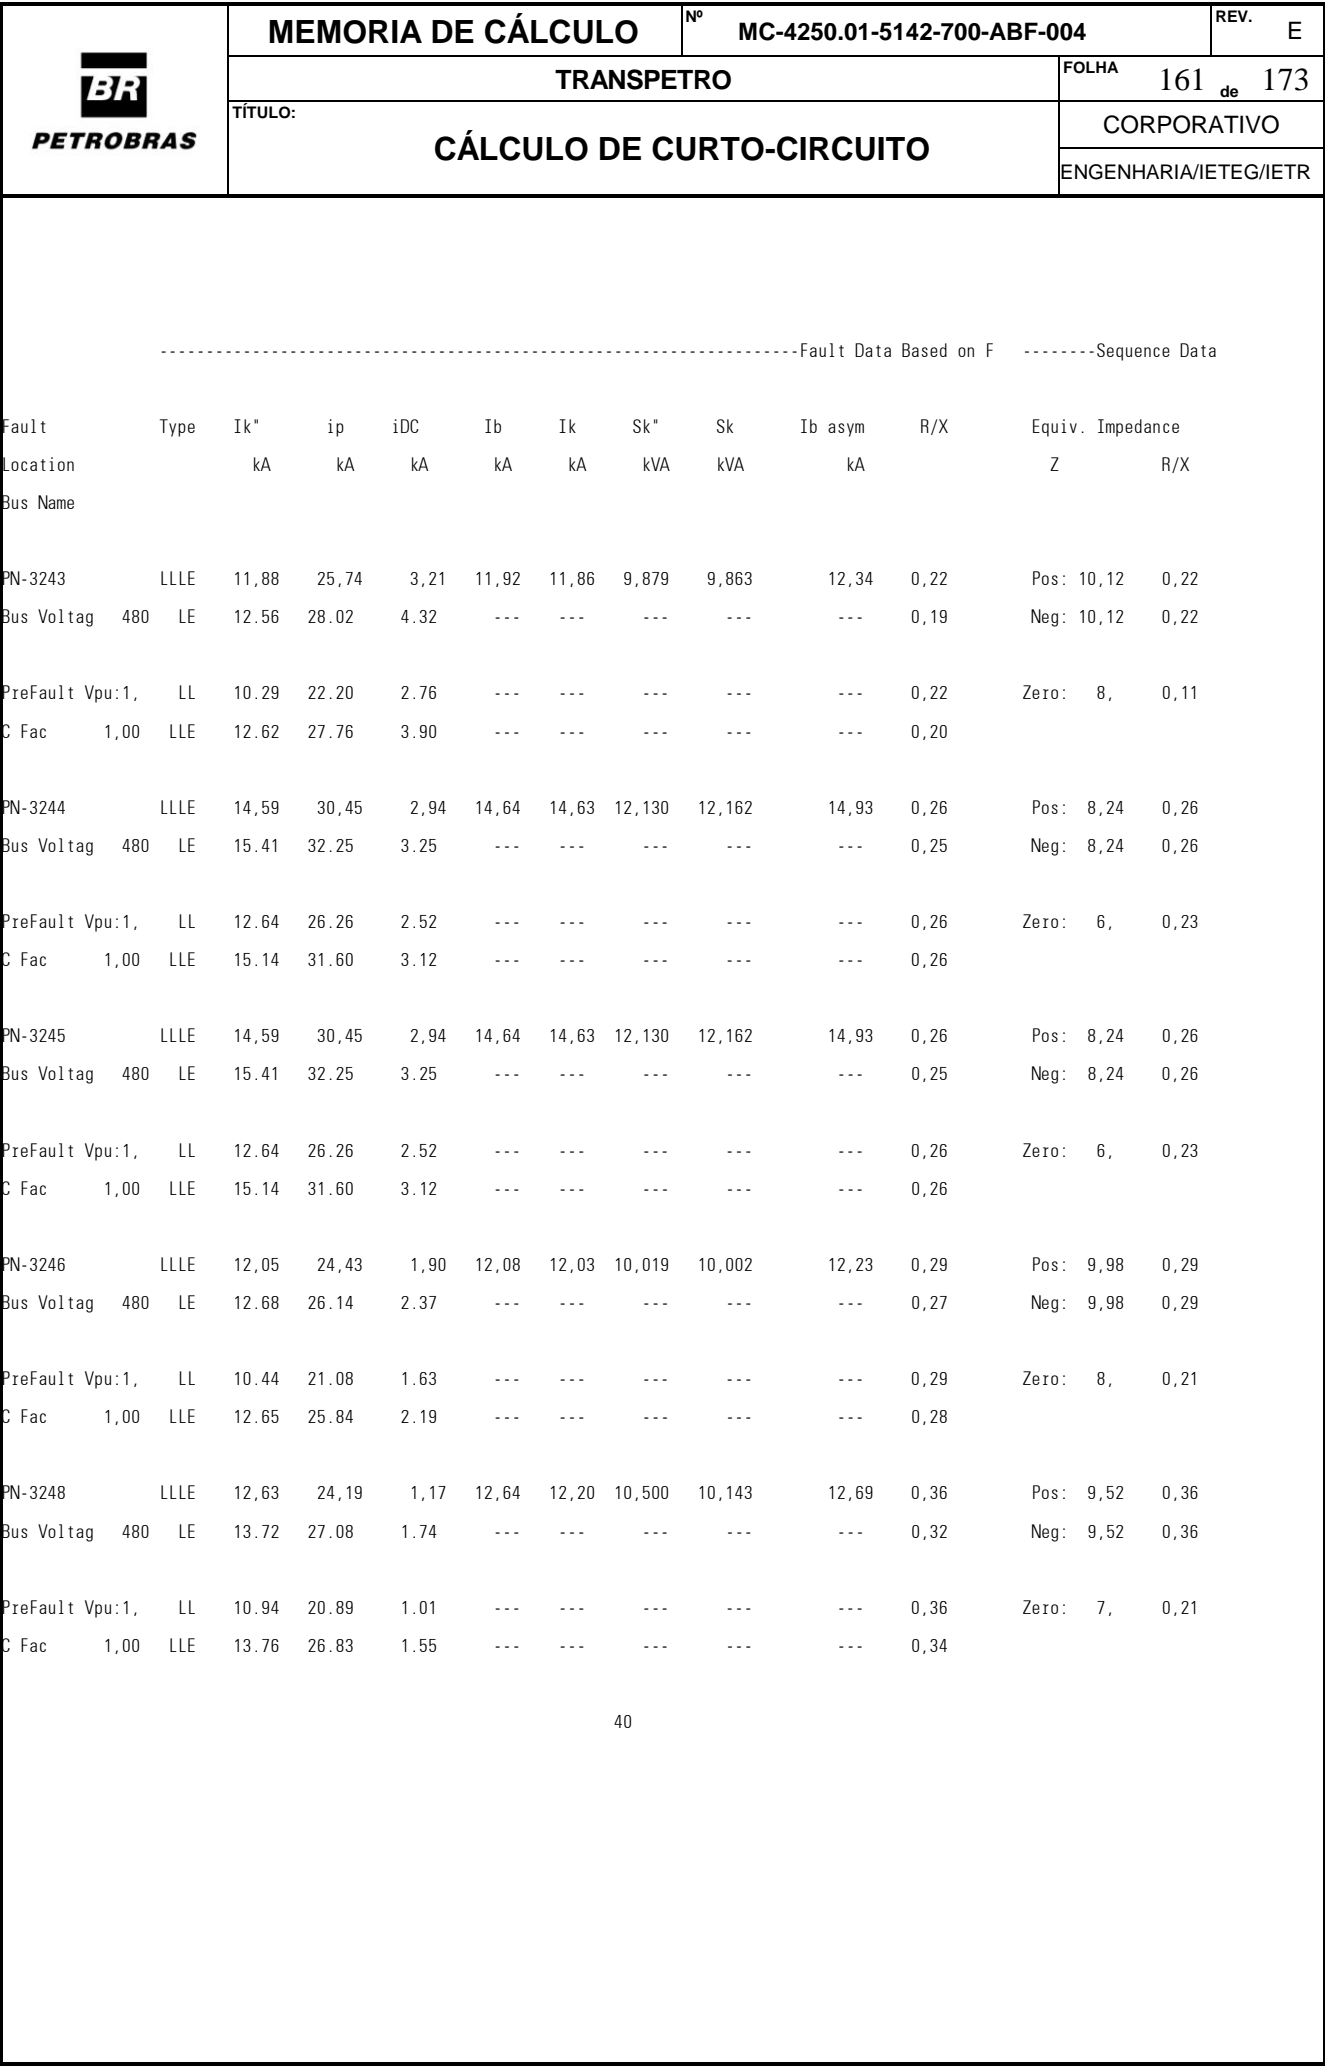 BR
PETROBRAS
MEMORIA DE CÁLCULO
Nº MC-4250.01-5142-700-ABF-004
REV. E
TRANSPETRO
FOLHA 161 de 173
TÍTULO:
CÁLCULO DE CURTO-CIRCUITO
CORPORATIVO
ENGENHARIA/IETEG/IETR
---------------------------------------------------------------------Fault Data Based on F --------Sequence Data
Fault Type Ik" ip iDC Ib Ik Sk" Sk Ib asym R/X Equiv. Impedance
Location kA kA kA kA kA kVA kVA kA Z R/X
Bus Name
PN-3243 LLLE 11,88 25,74 3,21 11,92 11,86 9,879 9,863 12,34 0,22 Pos: 10,12 0,22
Bus Voltag 480 LE 12.56 28.02 4.32 --- --- --- --- --- 0,19 Neg: 10,12 0,22
PreFault Vpu:1, LL 10.29 22.20 2.76 --- --- --- --- --- 0,22 Zero: 8, 0,11
C Fac 1,00 LLE 12.62 27.76 3.90 --- --- --- --- --- 0,20
PN-3244 LLLE 14,59 30,45 2,94 14,64 14,63 12,130 12,162 14,93 0,26 Pos: 8,24 0,26
Bus Voltag 480 LE 15.41 32.25 3.25 --- --- --- --- --- 0,25 Neg: 8,24 0,26
PreFault Vpu:1, LL 12.64 26.26 2.52 --- --- --- --- --- 0,26 Zero: 6, 0,23
C Fac 1,00 LLE 15.14 31.60 3.12 --- --- --- --- --- 0,26
PN-3245 LLLE 14,59 30,45 2,94 14,64 14,63 12,130 12,162 14,93 0,26 Pos: 8,24 0,26
Bus Voltag 480 LE 15.41 32.25 3.25 --- --- --- --- --- 0,25 Neg: 8,24 0,26
PreFault Vpu:1, LL 12.64 26.26 2.52 --- --- --- --- --- 0,26 Zero: 6, 0,23
C Fac 1,00 LLE 15.14 31.60 3.12 --- --- --- --- --- 0,26
PN-3246 LLLE 12,05 24,43 1,90 12,08 12,03 10,019 10,002 12,23 0,29 Pos: 9,98 0,29
Bus Voltag 480 LE 12.68 26.14 2.37 --- --- --- --- --- 0,27 Neg: 9,98 0,29
PreFault Vpu:1, LL 10.44 21.08 1.63 --- --- --- --- --- 0,29 Zero: 8, 0,21
C Fac 1,00 LLE 12.65 25.84 2.19 --- --- --- --- --- 0,28
PN-3248 LLLE 12,63 24,19 1,17 12,64 12,20 10,500 10,143 12,69 0,36 Pos: 9,52 0,36
Bus Voltag 480 LE 13.72 27.08 1.74 --- --- --- --- --- 0,32 Neg: 9,52 0,36
PreFault Vpu:1, LL 10.94 20.89 1.01 --- --- --- --- --- 0,36 Zero: 7, 0,21
C Fac 1,00 LLE 13.76 26.83 1.55 --- --- --- --- --- 0,34
40